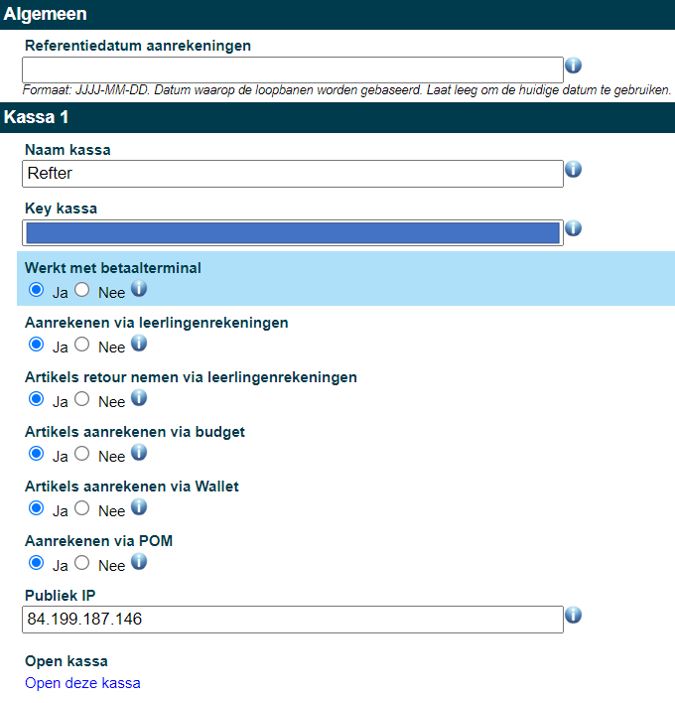 Algemeen
Referentiedatum aanrekeningen
Formaat: JJJJ-MM-DD. Datum waarop de loopbanen worden gebaseerd. Laat leeg om de huidige datum te gebruiken.
Kassa 1
Naam kassa
Refter
Key kassa
Werkt met betaalterminal
Ja Nee
Aanrekenen via leerlingenrekeningen
Ja Nee
Artikels retour nemen via leerlingenrekeningen
Ja Nee
Artikels aanrekenen via budget
Ja Nee
Artikels aanrekenen via Wallet
Ja Nee
Aanrekenen via POM
Ja Nee
Publiek IP
84.199.187.146
Open kassa
Open deze kassa